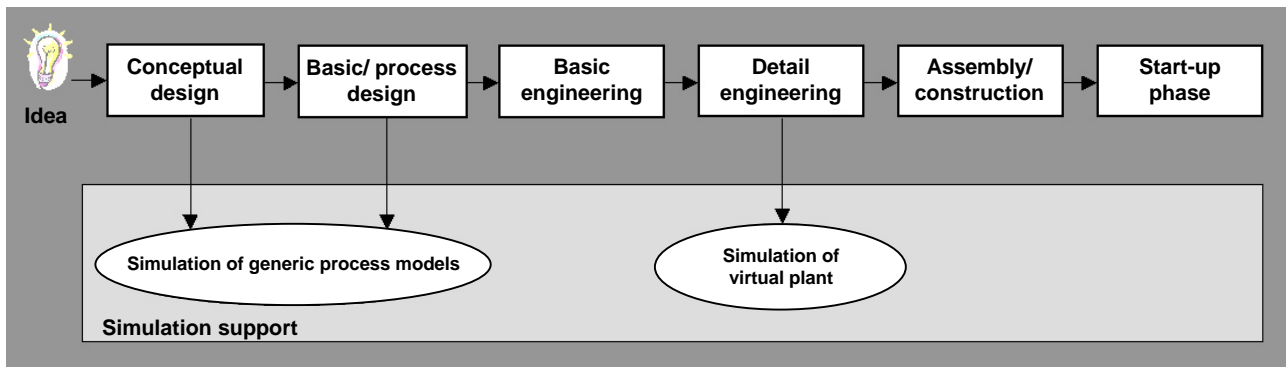 Idea
Conceptual
design
Basic/ process
design
Basic
engineering
Detail
engineering
Assembly/
construction
Start-up
phase
Simulation of generic process models
Simulation of
virtual plant
Simulation support